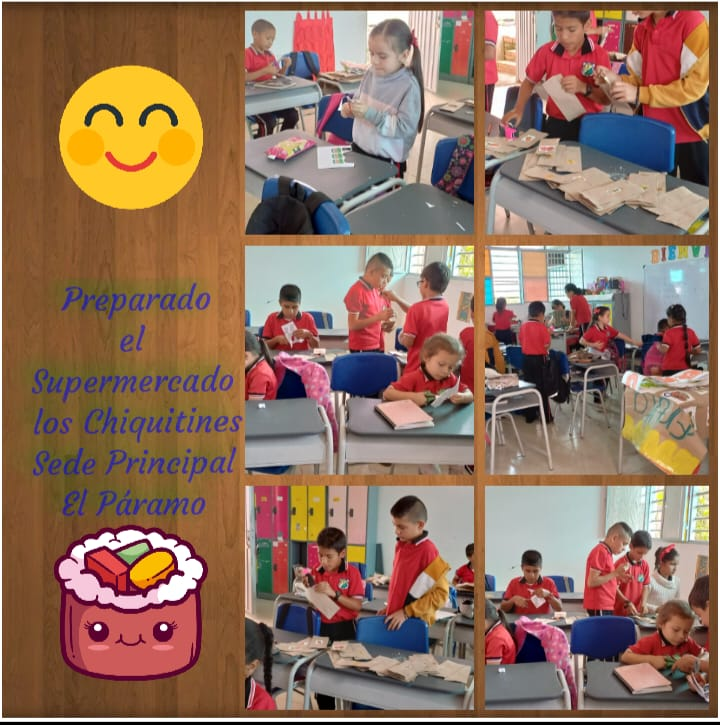 Preparado
el
Supermercado
los Chiquitines
Sede Principal
El Páramo